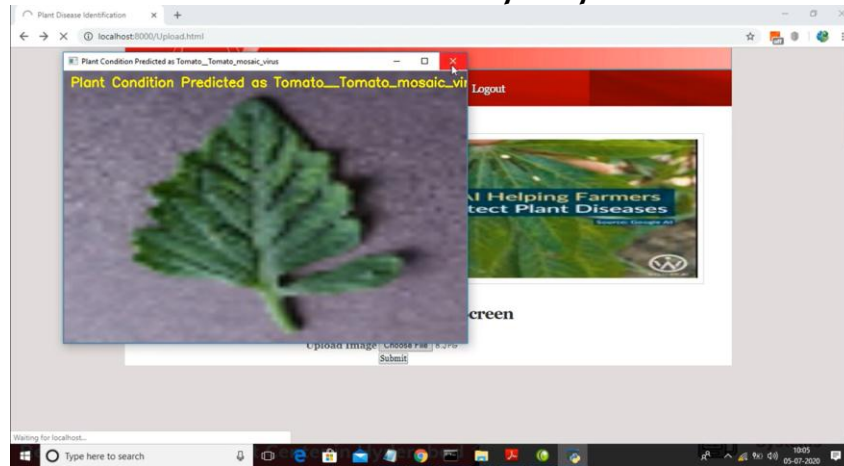 Plant Disease Identification
localhost:8000/Upload.html
Plant Condition Predicted as Tomato__Tomato_mosaic_virus
Plant Condition Predicted as Tomato__Tomato_mosaic_vir
Logout
AI Helping Farmers
tect Plant Diseases
Source: Google AI
creen
Upload Image Choose File
Submit
Waiting for localhost...
Type here to search
10:05
05-07-2020